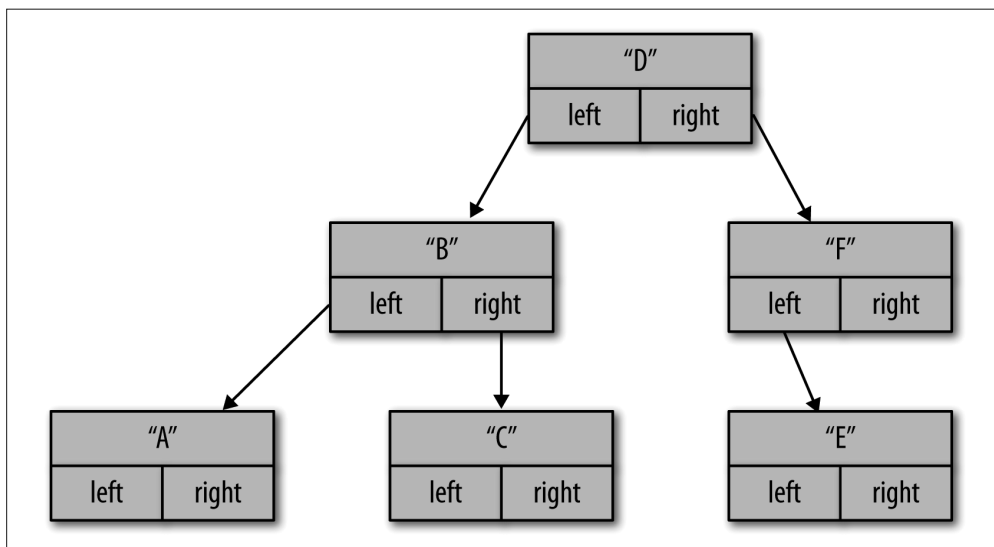 “D”
left right
“B”
“F”
left right
left right
“A”
“C”
“E”
left right
left right
left right